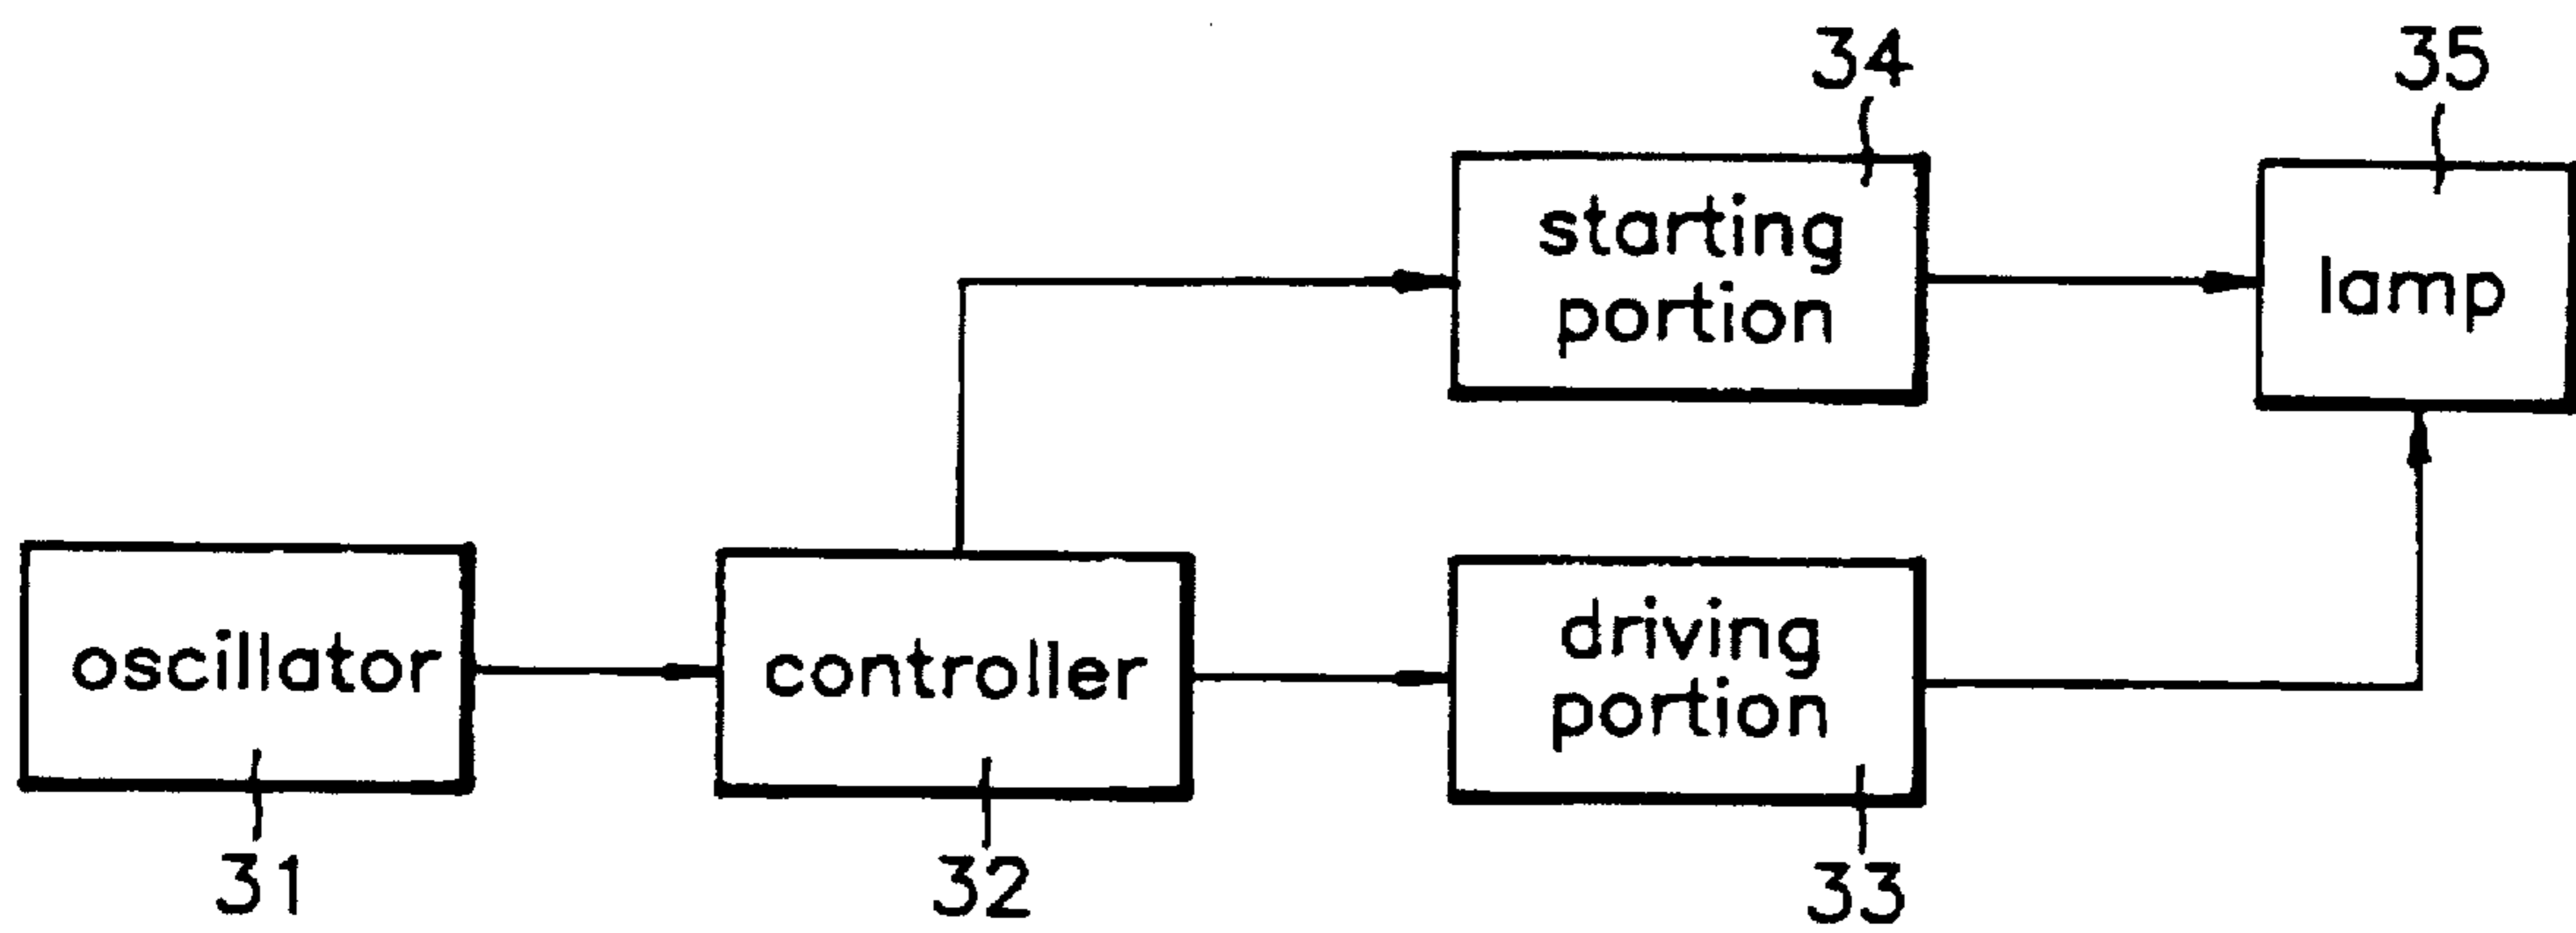 34
35
starting
portion
lamp
oscillator
controller
driving
portion
31
32
33